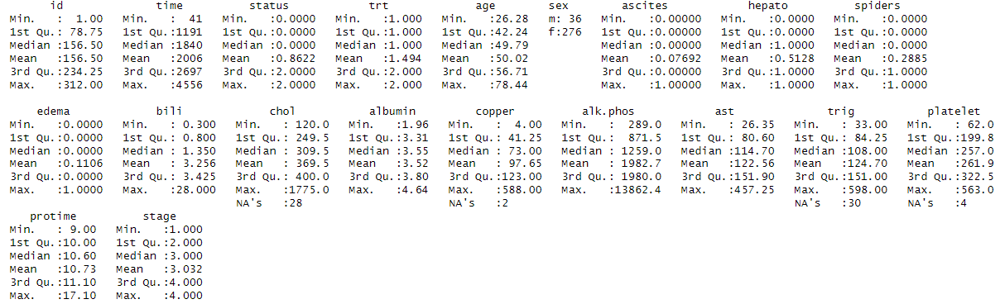 id              time          status            trt             age         sex        ascites            hepato          spiders
Min.   :  1.00   Min.   :  41   Min.   :0.0000   Min.   :1.000   Min.   :26.28   m: 36   Min.   :0.00000   Min.   :0.0000   Min.   :0.0000
1st Qu.: 78.75   1st Qu.:1191   1st Qu.:0.0000   1st Qu.:1.000   1st Qu.:42.24   f:276   1st Qu.:0.00000   1st Qu.:0.0000   1st Qu.:0.0000
Median :156.50   Median :1840   Median :0.0000   Median :1.000   Median :49.79           Median :0.00000   Median :1.0000   Median :0.0000
Mean   :156.50   Mean   :2006   Mean   :0.8622   Mean   :1.494   Mean   :50.02           Mean   :0.07692   Mean   :0.5128   Mean   :0.2885
3rd Qu.:234.25   3rd Qu.:2697   3rd Qu.:2.0000   3rd Qu.:2.000   3rd Qu.:56.71           3rd Qu.:0.00000   3rd Qu.:1.0000   3rd Qu.:1.0000
Max.   :312.00   Max.   :4556   Max.   :2.0000   Max.   :2.000   Max.   :78.44           Max.   :1.00000   Max.   :1.0000   Max.   :1.0000
    edema             bili             chol           albumin         copper          alk.phos            ast              trig           platelet
Min.   :0.0000   Min.   : 0.300   Min.   : 120.0   Min.   :1.96   Min.   :  4.00   Min.   :  289.0   Min.   : 26.35   Min.   : 33.00   Min.   : 62.0
1st Qu.:0.0000   1st Qu.: 0.800   1st Qu.: 249.5   1st Qu.:3.31   1st Qu.: 41.25   1st Qu.:  871.5   1st Qu.: 80.60   1st Qu.: 84.25   1st Qu.:199.8
Median :0.0000   Median : 1.350   Median : 309.5   Median :3.55   Median : 73.00   Median : 1259.0   Median :114.70   Median :108.00   Median :257.0
Mean   :0.1106   Mean   : 3.256   Mean   : 369.5   Mean   :3.52   Mean   : 97.65   Mean   : 1982.7   Mean   :122.56   Mean   :124.70   Mean   :261.9
3rd Qu.:0.0000   3rd Qu.: 3.425   3rd Qu.: 400.0   3rd Qu.:3.80   3rd Qu.:123.00   3rd Qu.: 1980.0   3rd Qu.:151.90   3rd Qu.:151.00   3rd Qu.:322.5
Max.   :1.0000   Max.   :28.000   Max.   :1775.0   Max.   :4.64   Max.   :588.00   Max.   :13862.4   Max.   :457.25   Max.   :598.00   Max.   :563.0
                                  NA's   :28                      NA's   :2                                           NA's   :30       NA's   :4
   protime          stage
Min.   : 9.00   Min.   :1.000
1st Qu.:10.00   1st Qu.:2.000
Median :10.60   Median :3.000
Mean   :10.73   Mean   :3.032
3rd Qu.:11.10   3rd Qu.:4.000
Max.   :17.10   Max.   :4.000